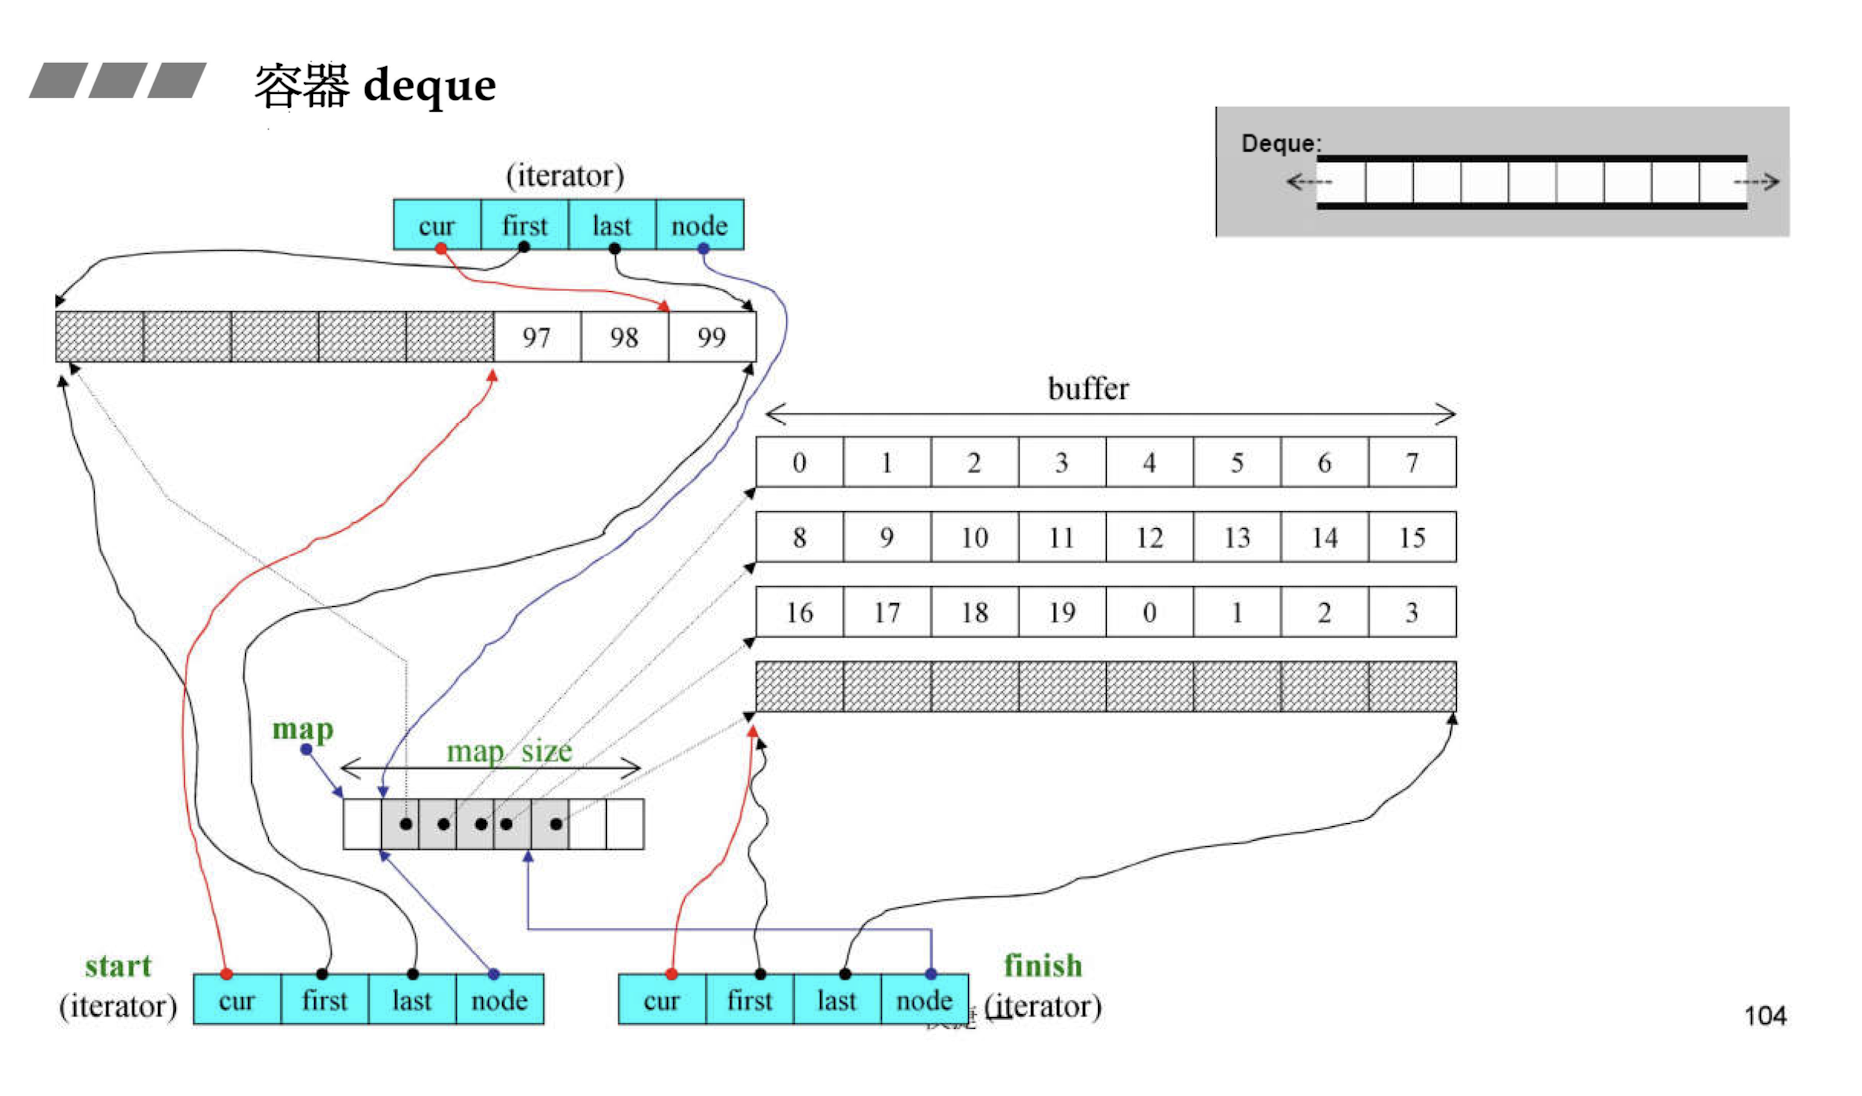 容器 deque
Deque:
(iterator)
cur first last node
97 98 99
buffer
0 1 2 3 4 5 6 7
8 9 10 11 12 13 14 15
16 17 18 19 0 1 2 3
map
map_size
start
(iterator)
cur first last node
cur first last node
finish
(iterator)
104